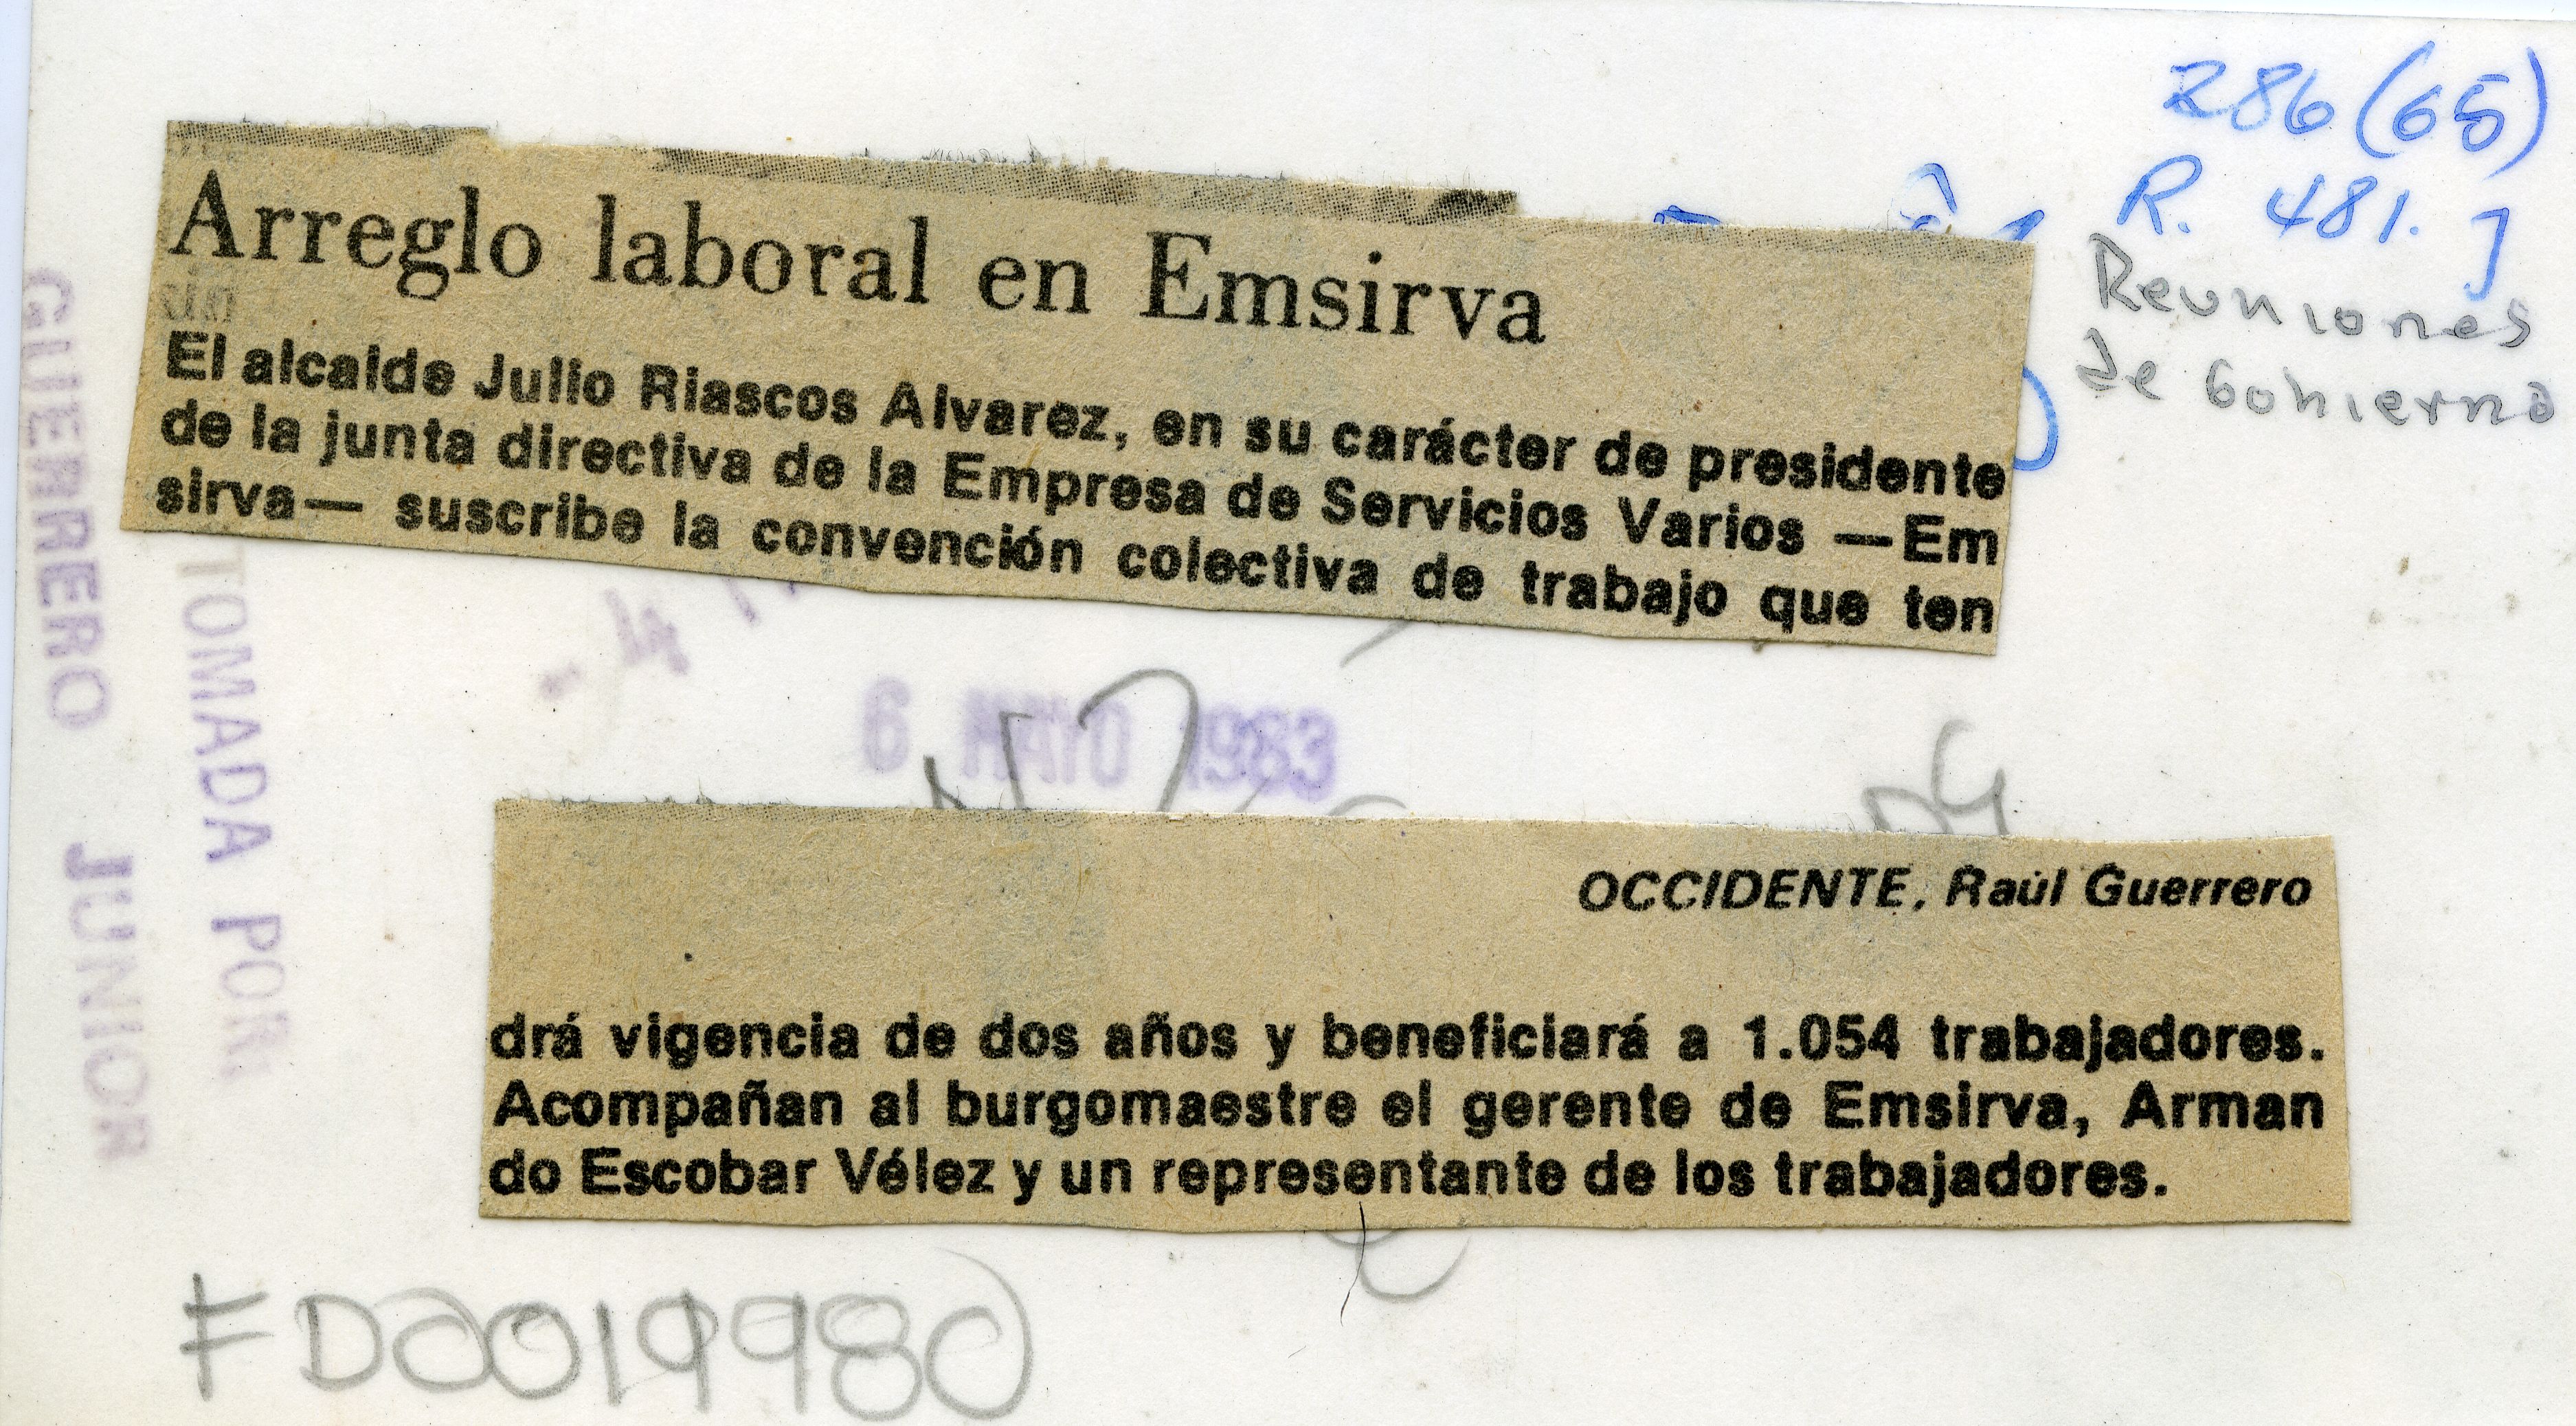 286 (65)
R. 481. J
Reuniones
de Gobierno
Arreglo laboral en Emsirva
El alcalde Julio Riascos Alvarez, en su carácter de presidente
de la junta directiva de la Empresa de Servicios Varios —Em
sirva— suscribe la convención colectiva de trabajo que ten
6 MAYO 1983
OCCIDENTE, Raúl Guerrero
drá vigencia de dos años y beneficiará a 1.054 trabajadores.
Acompañan al burgomaestre el gerente de Emsirva, Arman
do Escobar Vélez y un representante de los trabajadores.
TOMADA POR
GUERRERO JUNIOR